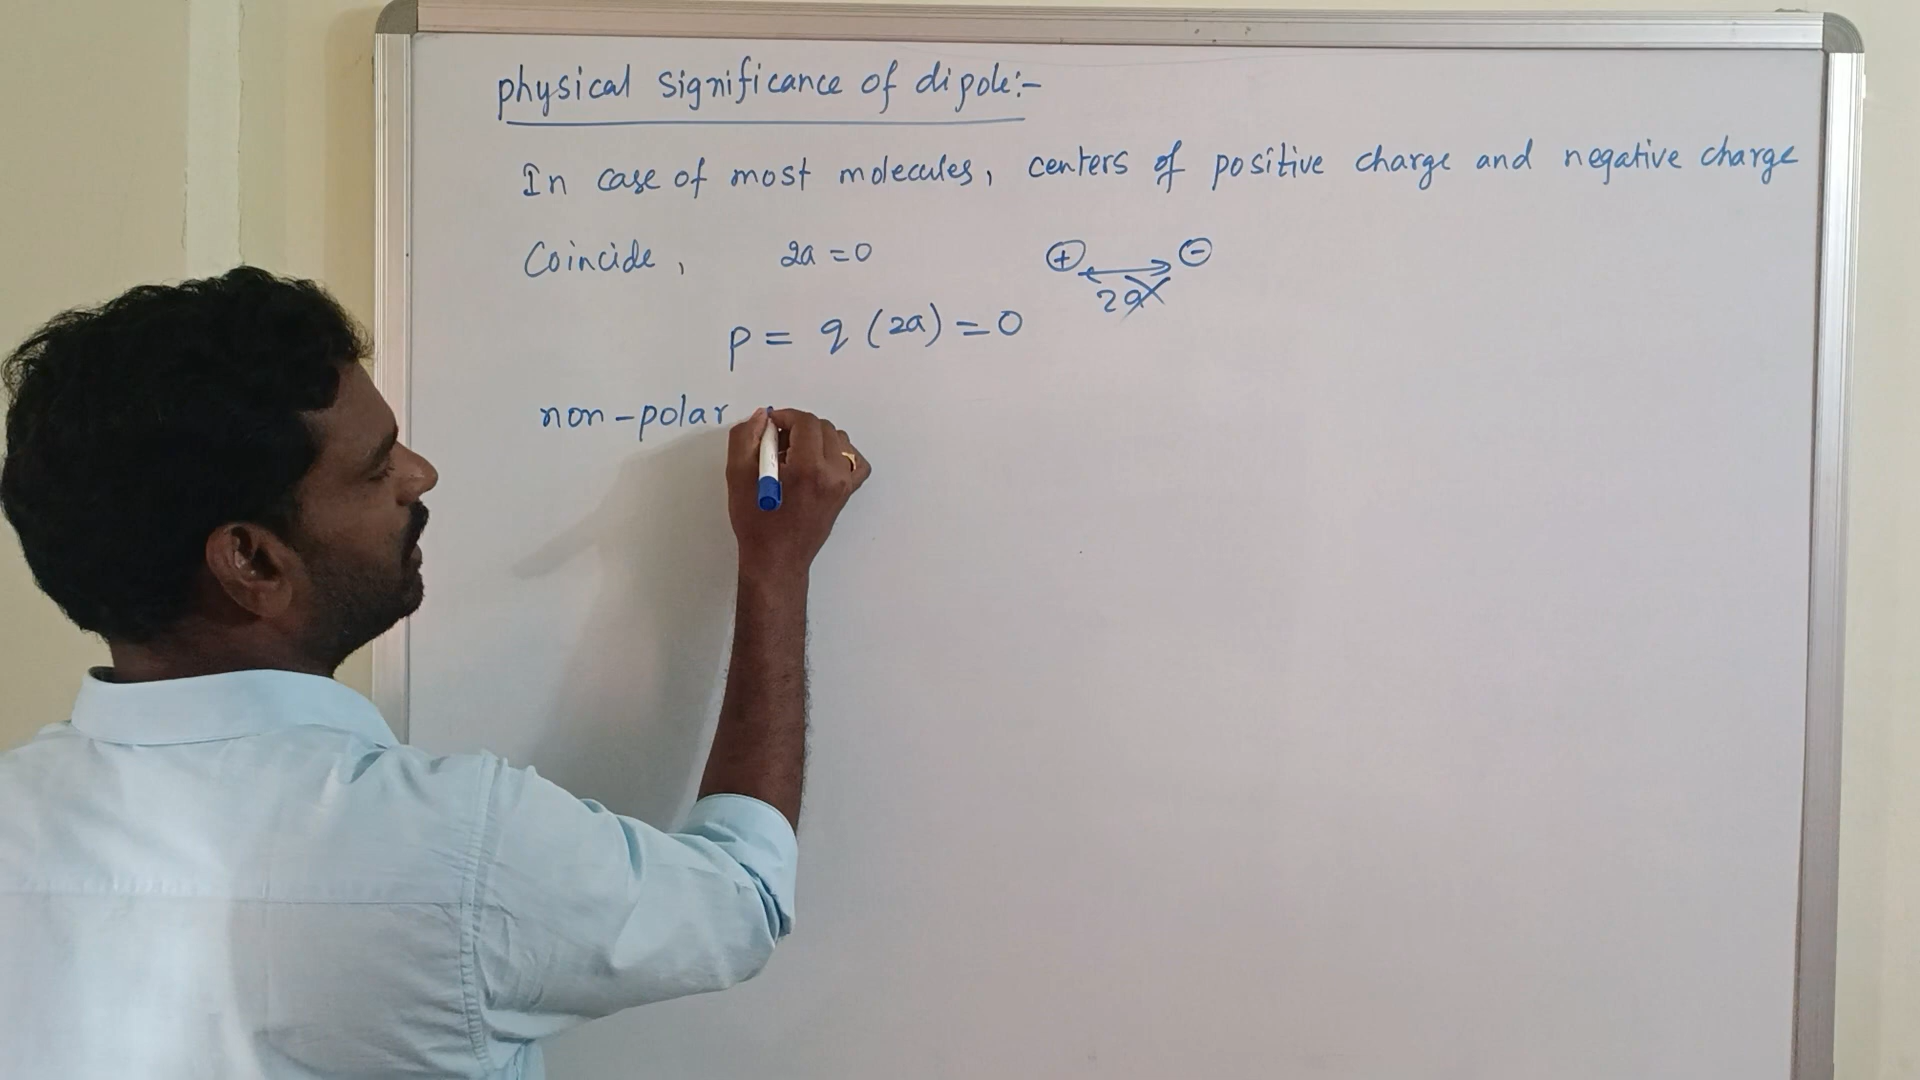 physical significance of dipole:-
In case of most molecules, centers of positive charge and negative charge
Coincide, 2a = 0 + -
2a
p = q (2a) = 0
non-polar